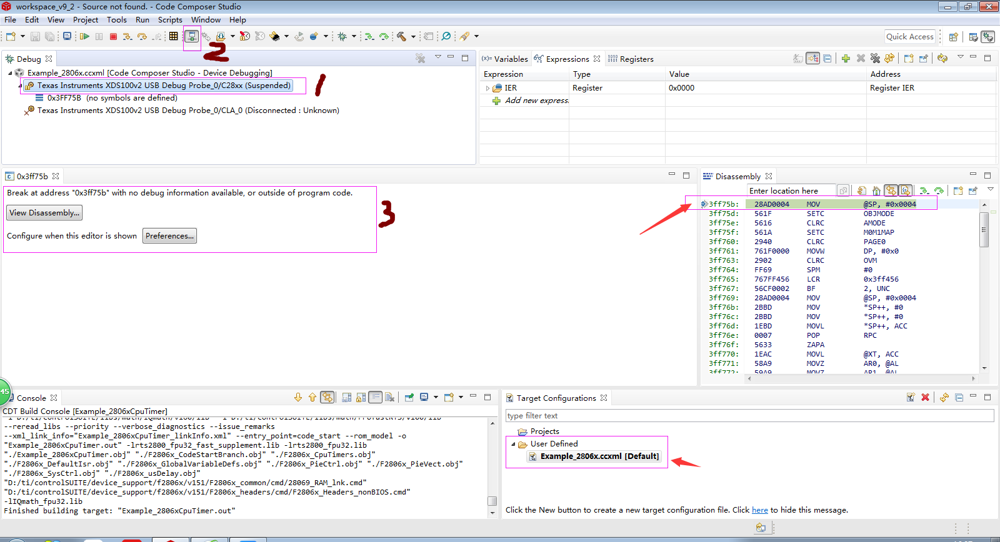 workspace_v9_2 - Source not found. - Code Composer Studio
File Edit View Project Tools Run Scripts Window Help
Quick Access
2
Debug
Example_2806x.ccxml [Code Composer Studio - Device Debugging]
Texas Instruments XDS100v2 USB Debug Probe_0/C28xx (Suspended)
1
0x3FF75B (no symbols are defined)
Texas Instruments XDS100v2 USB Debug Probe_0/CLA_0 (Disconnected : Unknown)
(x)= Variables Expressions Registers
Expression Type Value Address
IER Register 0x0000 Register IER
Add new express
0x3ff75b
Break at address "0x3ff75b" with no debug information available, or outside of program code.
View Disassembly...
3
Configure when this editor is shown Preferences...
Disassembly
Enter location here
3ff75b: 28AD0004 MOV @SP, #0x0004
3ff75d: 561F SETC OBJMODE
3ff75e: 5616 CLRC AMODE
3ff75f: 561A SETC M0M1MAP
3ff760: 2940 CLRC PAGE0
3ff761: 761F0000 MOVW DP, #0x0
3ff763: 2902 CLRC OVM
3ff764: FF69 SPM #0
3ff765: 767FF456 LCR 0x3ff456
3ff767: 56CF0002 BF 2, UNC
3ff769: 28AD0004 MOV @SP, #0x0004
3ff76b: 2BBD MOV *SP++, #0
3ff76c: 2BBD MOV *SP++, #0
3ff76d: 1EBD MOVL *SP++, ACC
3ff76e: 0007 POP RPC
3ff76f: 5633 ZAPA
3ff770: 1EAC MOVL @XT, ACC
3ff771: 58A9 MOVZ AR0, @AL
3ff772: 59A9 MOVZ AR1, @AL
45
Console
CDT Build Console [Example_2806xCpuTimer]
--reread_libs --priority --verbose_diagnostics --issue_remarks
--xml_link_info="Example_2806xCpuTimer_linkInfo.xml" --entry_point=code_start --rom_model -o
"Example_2806xCpuTimer.out" -lrts2800_fpu32_fast_supplement.lib -lrts2800_fpu32.lib
"./Example_2806xCpuTimer.obj" "./F2806x_CodeStartBranch.obj" "./F2806x_CpuTimers.obj"
"./F2806x_DefaultIsr.obj" "./F2806x_GlobalVariableDefs.obj" "./F2806x_PieCtrl.obj" "./F2806x_PieVect.obj"
"./F2806x_SysCtrl.obj" "./F2806x_usDelay.obj"
"D:/ti/controlSUITE/device_support/f2806x/v151/F2806x_common/cmd/28069_RAM_lnk.cmd"
"D:/ti/controlSUITE/device_support/f2806x/v151/F2806x_headers/cmd/F2806x_Headers_nonBIOS.cmd"
-lIQmath_fpu32.lib
Finished building target: "Example_2806xCpuTimer.out"
Target Configurations
type filter text
Projects
User Defined
Example_2806x.ccxml [Default]
Click the New button to create a new target configuration file. Click here to hide this message.